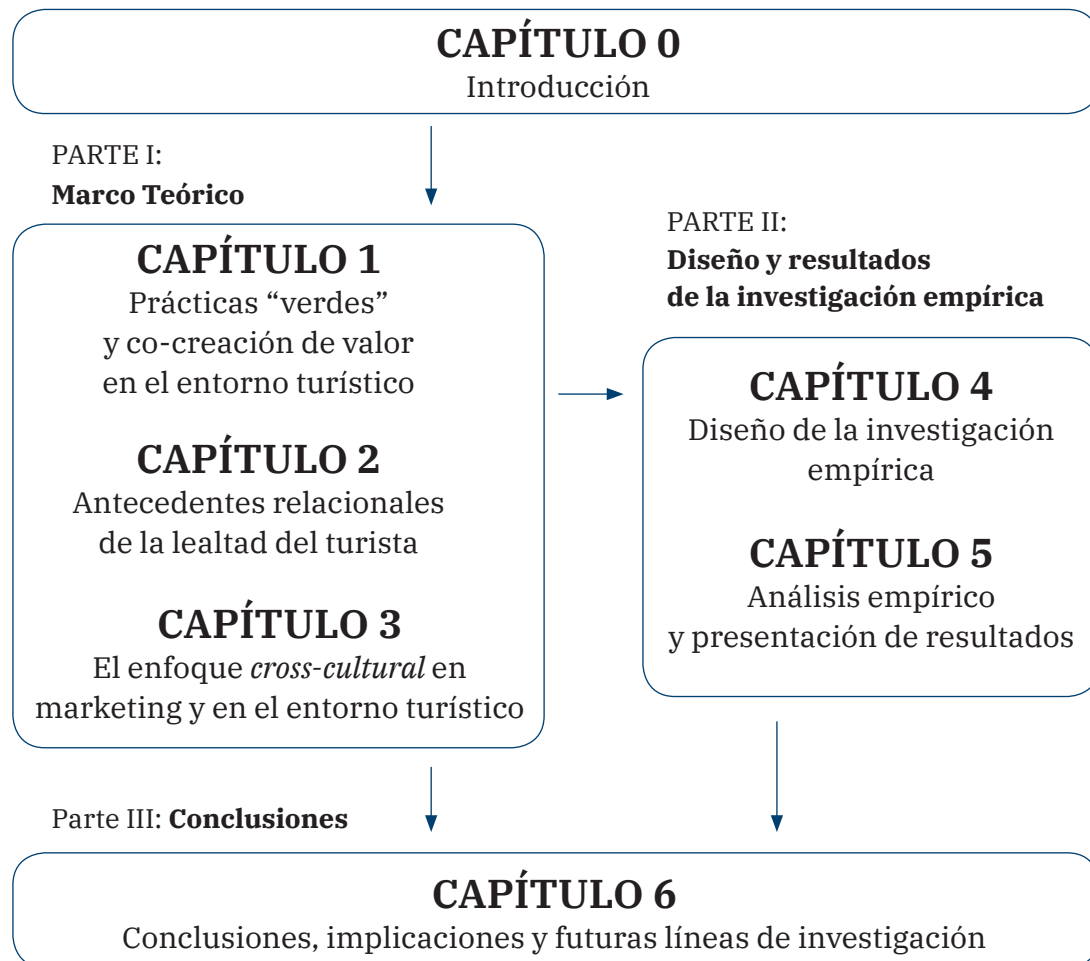 CAPÍTULO 0
Introducción
PARTE I:
Marco Teórico
CAPÍTULO 1
Prácticas “verdes”
y co-creación de valor
en el entorno turístico
CAPÍTULO 2
Antecedentes relacionales
de la lealtad del turista
CAPÍTULO 3
El enfoque cross-cultural en
marketing y en el entorno turístico
PARTE II:
Diseño y resultados
de la investigación empírica
CAPÍTULO 4
Diseño de la investigación
empírica
CAPÍTULO 5
Análisis empírico
y presentación de resultados
Parte III: Conclusiones
CAPÍTULO 6
Conclusiones, implicaciones y futuras líneas de investigación